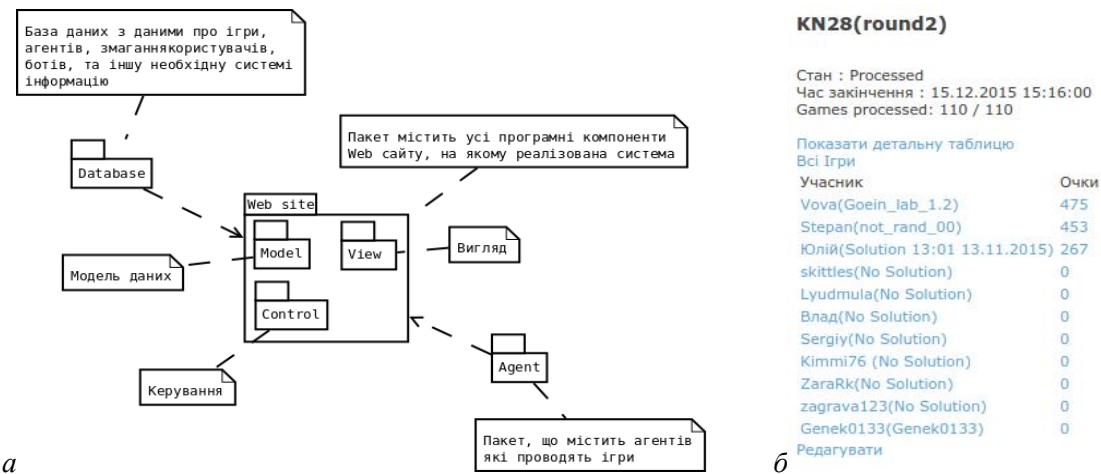 База даних з даними про ігри,
агентів, змаганнякористувачів,
ботів, та іншу необхідну системі
інформацію
Пакет містить усі програмні компоненти
Web сайту, на якому реалізована система
Database
Web site
Model
View
Вигляд
Модель даних
Control
Agent
Керування
Пакет, що містить агентів
які проводять ігри
а
KN28(round2)
Стан : Processed
Час закінчення : 15.12.2015 15:16:00
Games processed: 110 / 110
Показати детальну таблицю
Всі Ігри
Учасник Очки
Vova(Goein_lab_1.2) 475
Stepan(not_rand_00) 453
Юлій(Solution 13:01 13.11.2015) 267
skittles(No Solution) 0
Lyudmula(No Solution) 0
Влад(No Solution) 0
Sergiy(No Solution) 0
Kimmi76 (No Solution) 0
ZaraRk(No Solution) 0
zagrava123(No Solution) 0
Genek0133(Genek0133) 0
Редагувати
б